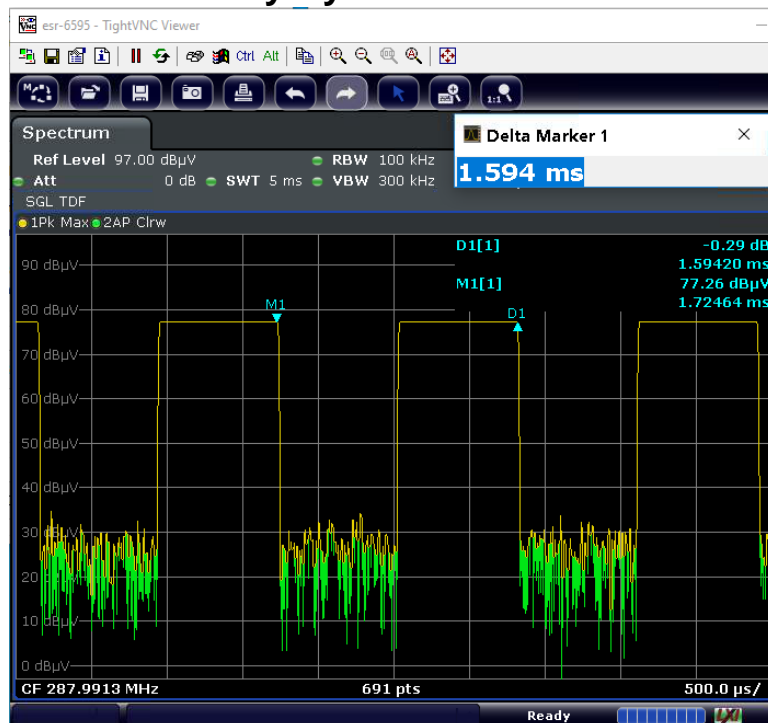 esr-6595 - TightVNC Viewer
Ctrl Alt
Spectrum
Delta Marker 1
1.594 ms
Ref Level 97.00 dBµV RBW 100 kHz
Att 0 dB SWT 5 ms VBW 300 kHz
SGL TDF
1Pk Max 2AP Clrw
D1[1] -0.29 dB
1.59420 ms
M1[1] 77.26 dBµV
1.72464 ms
90 dBµV
80 dBµV
M1
D1
70 dBµV
60 dBµV
50 dBµV
40 dBµV
30 dBµV
20 dBµV
10 dBµV
0 dBµV
CF 287.9913 MHz 691 pts 500.0 µs/
Ready